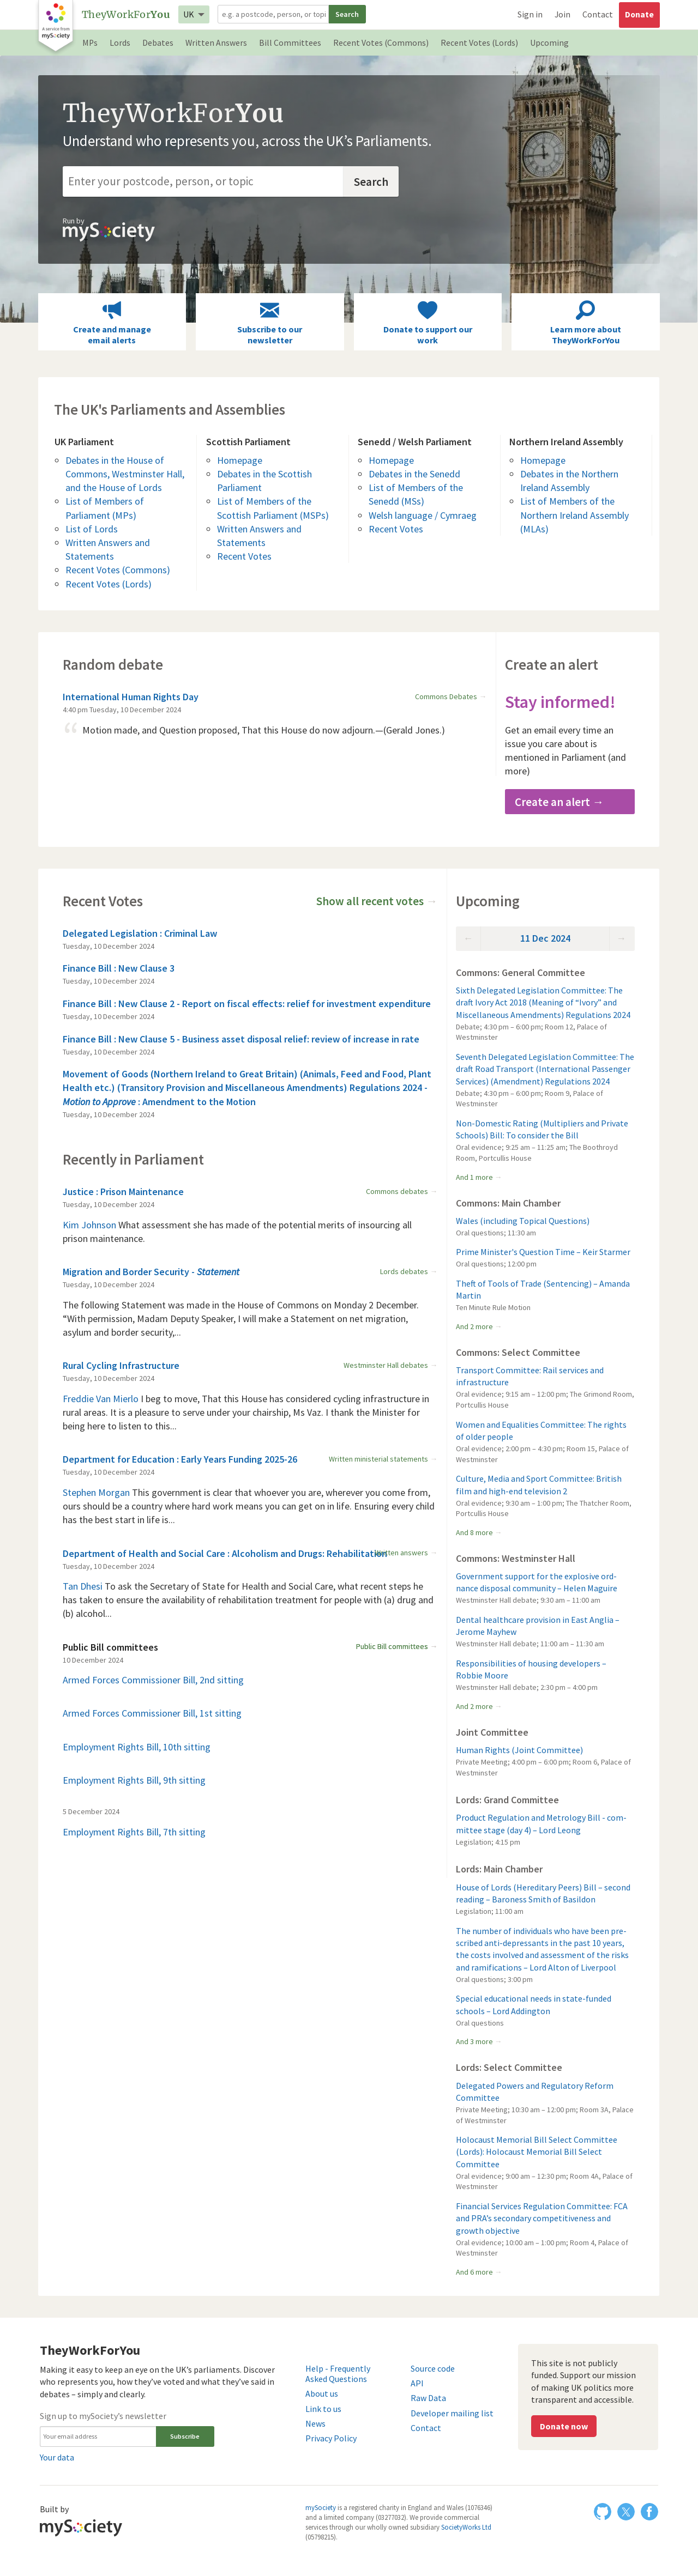 A service from
mySociety
TheyWorkForYou
UK
e.g. a postcode, person, or topi
Search
Sign in
Join
Contact
Donate
MPs
Lords
Debates
Written Answers
Bill Committees
Recent Votes (Commons)
Recent Votes (Lords)
Upcoming
TheyWorkForYou
Understand who represents you, across the UK’s Parliaments.
Enter your postcode, person, or topic
Search
Run by
mySociety
Create and manage
email alerts
Subscribe to our
newsletter
Donate to support our
work
Learn more about
TheyWorkForYou
The UK's Parliaments and Assemblies
UK Parliament
Debates in the House of
Commons, Westminster Hall,
and the House of Lords
List of Members of
Parliament (MPs)
List of Lords
Written Answers and
Statements
Recent Votes (Commons)
Recent Votes (Lords)
Scottish Parliament
Homepage
Debates in the Scottish
Parliament
List of Members of the
Scottish Parliament (MSPs)
Written Answers and
Statements
Recent Votes
Senedd / Welsh Parliament
Homepage
Debates in the Senedd
List of Members of the
Senedd (MSs)
Welsh language / Cymraeg
Recent Votes
Northern Ireland Assembly
Homepage
Debates in the Northern
Ireland Assembly
List of Members of the
Northern Ireland Assembly
(MLAs)
Random debate
International Human Rights Day
Commons Debates →
4:40 pm Tuesday, 10 December 2024
“ Motion made, and Question proposed, That this House do now adjourn.—(Gerald Jones.)
Create an alert
Stay informed!
Get an email every time an
issue you care about is
mentioned in Parliament (and
more)
Create an alert →
Recent Votes
Show all recent votes →
Delegated Legislation : Criminal Law
Tuesday, 10 December 2024
Finance Bill : New Clause 3
Tuesday, 10 December 2024
Finance Bill : New Clause 2 - Report on fiscal effects: relief for investment expenditure
Tuesday, 10 December 2024
Finance Bill : New Clause 5 - Business asset disposal relief: review of increase in rate
Tuesday, 10 December 2024
Movement of Goods (Northern Ireland to Great Britain) (Animals, Feed and Food, Plant
Health etc.) (Transitory Provision and Miscellaneous Amendments) Regulations 2024 -
Motion to Approve : Amendment to the Motion
Tuesday, 10 December 2024
Recently in Parliament
Justice : Prison Maintenance
Commons debates →
Tuesday, 10 December 2024
Kim Johnson What assessment she has made of the potential merits of insourcing all
prison maintenance.
Migration and Border Security - Statement
Lords debates →
Tuesday, 10 December 2024
The following Statement was made in the House of Commons on Monday 2 December.
“With permission, Madam Deputy Speaker, I will make a Statement on net migration,
asylum and border security,...
Rural Cycling Infrastructure
Westminster Hall debates →
Tuesday, 10 December 2024
Freddie Van Mierlo I beg to move, That this House has considered cycling infrastructure in
rural areas. It is a pleasure to serve under your chairship, Ms Vaz. I thank the Minister for
being here to listen to this...
Department for Education : Early Years Funding 2025-26
Written ministerial statements →
Tuesday, 10 December 2024
Stephen Morgan This government is clear that whoever you are, wherever you come from,
ours should be a country where hard work means you can get on in life. Ensuring every child
has the best start in life is...
Department of Health and Social Care : Alcoholism and Drugs: Rehabilitation
Written answers →
Tuesday, 10 December 2024
Tan Dhesi To ask the Secretary of State for Health and Social Care, what recent steps he
has taken to ensure the availability of rehabilitation treatment for people with (a) drug and
(b) alcohol...
Public Bill committees
Public Bill committees →
10 December 2024
Armed Forces Commissioner Bill, 2nd sitting
Armed Forces Commissioner Bill, 1st sitting
Employment Rights Bill, 10th sitting
Employment Rights Bill, 9th sitting
5 December 2024
Employment Rights Bill, 7th sitting
Upcoming
← 11 Dec 2024 →
Commons: General Committee
Sixth Delegated Legislation Committee: The
draft Ivory Act 2018 (Meaning of “Ivory” and
Miscellaneous Amendments) Regulations 2024
Debate; 4:30 pm – 6:00 pm; Room 12, Palace of
Westminster
Seventh Delegated Legislation Committee: The
draft Road Transport (International Passenger
Services) (Amendment) Regulations 2024
Debate; 4:30 pm – 6:00 pm; Room 9, Palace of
Westminster
Non-Domestic Rating (Multipliers and Private
Schools) Bill: To consider the Bill
Oral evidence; 9:25 am – 11:25 am; The Boothroyd
Room, Portcullis House
And 1 more →
Commons: Main Chamber
Wales (including Topical Questions)
Oral questions; 11:30 am
Prime Minister's Question Time – Keir Starmer
Oral questions; 12:00 pm
Theft of Tools of Trade (Sentencing) – Amanda
Martin
Ten Minute Rule Motion
And 2 more →
Commons: Select Committee
Transport Committee: Rail services and
infrastructure
Oral evidence; 9:15 am – 12:00 pm; The Grimond Room,
Portcullis House
Women and Equalities Committee: The rights
of older people
Oral evidence; 2:00 pm – 4:30 pm; Room 15, Palace of
Westminster
Culture, Media and Sport Committee: British
film and high-end television 2
Oral evidence; 9:30 am – 1:00 pm; The Thatcher Room,
Portcullis House
And 8 more →
Commons: Westminster Hall
Government support for the explosive ord-
nance disposal community – Helen Maguire
Westminster Hall debate; 9:30 am – 11:00 am
Dental healthcare provision in East Anglia –
Jerome Mayhew
Westminster Hall debate; 11:00 am – 11:30 am
Responsibilities of housing developers –
Robbie Moore
Westminster Hall debate; 2:30 pm – 4:00 pm
And 2 more →
Joint Committee
Human Rights (Joint Committee)
Private Meeting; 4:00 pm – 6:00 pm; Room 6, Palace of
Westminster
Lords: Grand Committee
Product Regulation and Metrology Bill - com-
mittee stage (day 4) – Lord Leong
Legislation; 4:15 pm
Lords: Main Chamber
House of Lords (Hereditary Peers) Bill – second
reading – Baroness Smith of Basildon
Legislation; 11:00 am
The number of individuals who have been pre-
scribed anti-depressants in the past 10 years,
the costs involved and assessment of the risks
and ramifications – Lord Alton of Liverpool
Oral questions; 3:00 pm
Special educational needs in state-funded
schools – Lord Addington
Oral questions
And 3 more →
Lords: Select Committee
Delegated Powers and Regulatory Reform
Committee
Private Meeting; 10:30 am – 12:00 pm; Room 3A, Palace
of Westminster
Holocaust Memorial Bill Select Committee
(Lords): Holocaust Memorial Bill Select
Committee
Oral evidence; 9:00 am – 12:30 pm; Room 4A, Palace of
Westminster
Financial Services Regulation Committee: FCA
and PRA's secondary competitiveness and
growth objective
Oral evidence; 10:00 am – 1:00 pm; Room 4, Palace of
Westminster
And 6 more →
TheyWorkForYou
Making it easy to keep an eye on the UK’s parliaments. Discover
who represents you, how they’ve voted and what they’ve said in
debates – simply and clearly.
Sign up to mySociety’s newsletter
Your email address
Subscribe
Your data
Help - Frequently
Asked Questions
About us
Link to us
News
Privacy Policy
Source code
API
Raw Data
Developer mailing list
Contact
This site is not publicly
funded. Support our mission
of making UK politics more
transparent and accessible.
Donate now
Built by
mySociety
mySociety is a registered charity in England and Wales (1076346)
and a limited company (03277032). We provide commercial
services through our wholly owned subsidiary SocietyWorks Ltd
(05798215).